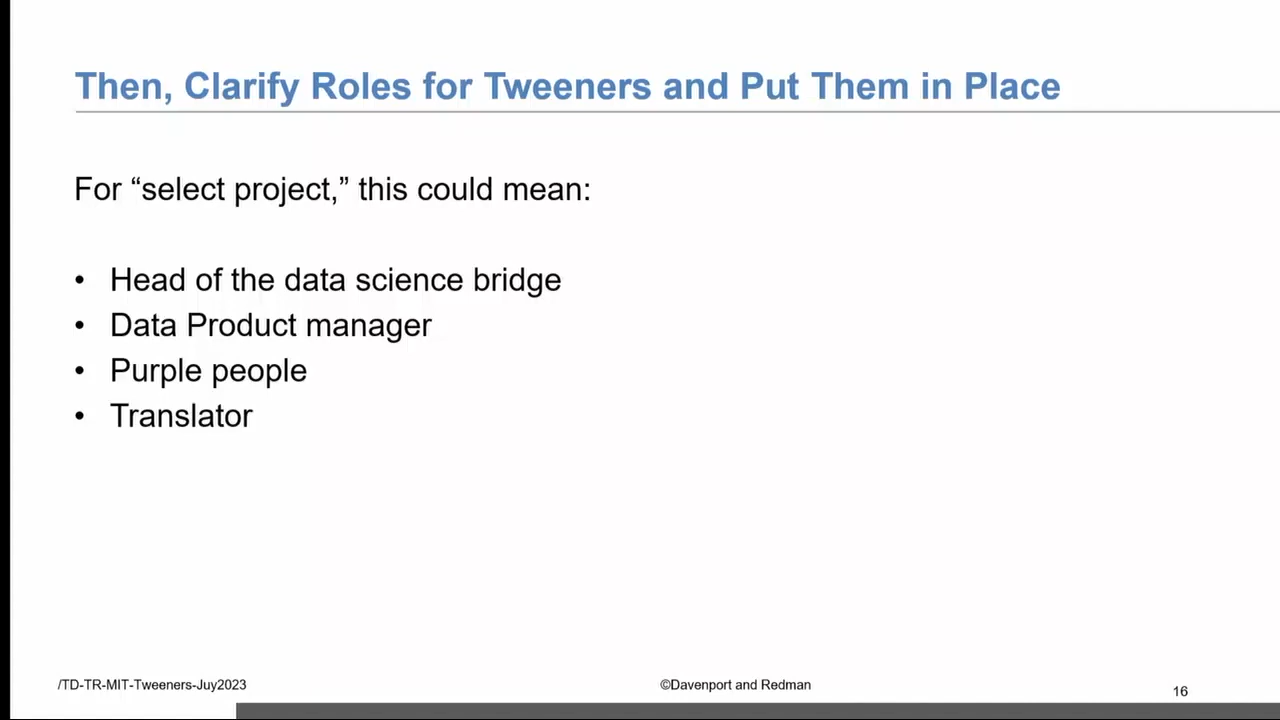 Then, Clarify Roles for Tweeners and Put Them in Place
For “select project,” this could mean:
• Head of the data science bridge
• Data Product manager
• Purple people
• Translator
/TD-TR-MIT-Tweeners-Juy2023
©Davenport and Redman
16